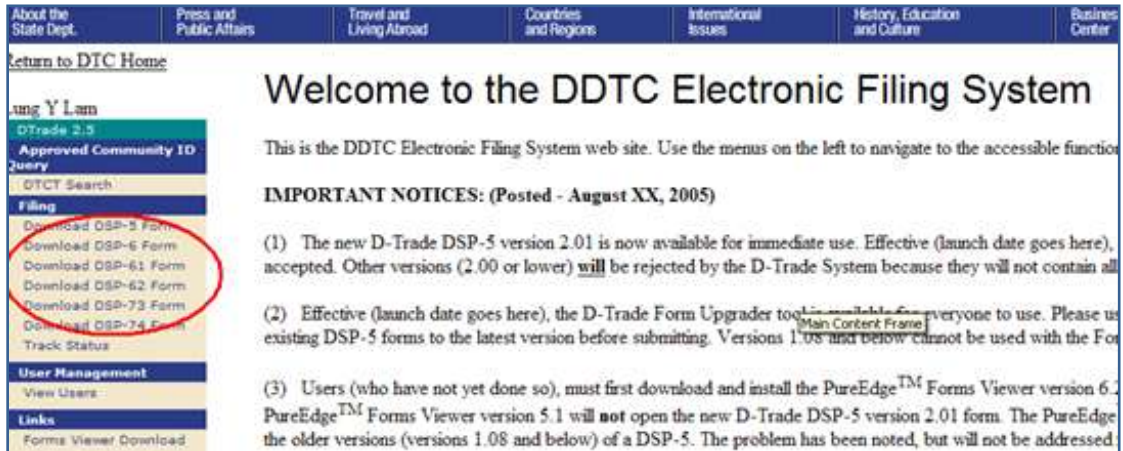 About the State Dept.
Press and Public Affairs
Travel and Living Abroad
Countries and Regions
International Issues
History, Education and Culture
Busines
Center
Return to DTC Home
Lung Y Lam
DTrade 2.5
Approved Community ID
Query
DTCT Search
Filing
Download DSP-5 Form
Download DSP-6 Form
Download DSP-61 Form
Download DSP-62 Form
Download DSP-73 Form
Download DSP-74 Form
Track Status
User Management
View Users
Links
Forms Viewer Download
Welcome to the DDTC Electronic Filing System
This is the DDTC Electronic Filing System web site. Use the menus on the left to navigate to the accessible function
IMPORTANT NOTICES: (Posted - August XX, 2005)
(1) The new D-Trade DSP-5 version 2.01 is now available for immediate use. Effective (launch date goes here),
accepted. Other versions (2.00 or lower) will be rejected by the D-Trade System because they will not contain all
(2) Effective (launch date goes here), the D-Trade Form Upgrader tool is available for everyone to use. Please us
Main Content Frame
existing DSP-5 forms to the latest version before submitting. Versions 1.08 and below cannot be used with the For
(3) Users (who have not yet done so), must first download and install the PureEdge™ Forms Viewer version 6.2
PureEdge™ Forms Viewer version 5.1 will not open the new D-Trade DSP-5 version 2.01 form. The PureEdge
the older versions (versions 1.08 and below) of a DSP-5. The problem has been noted, but will not be addressed